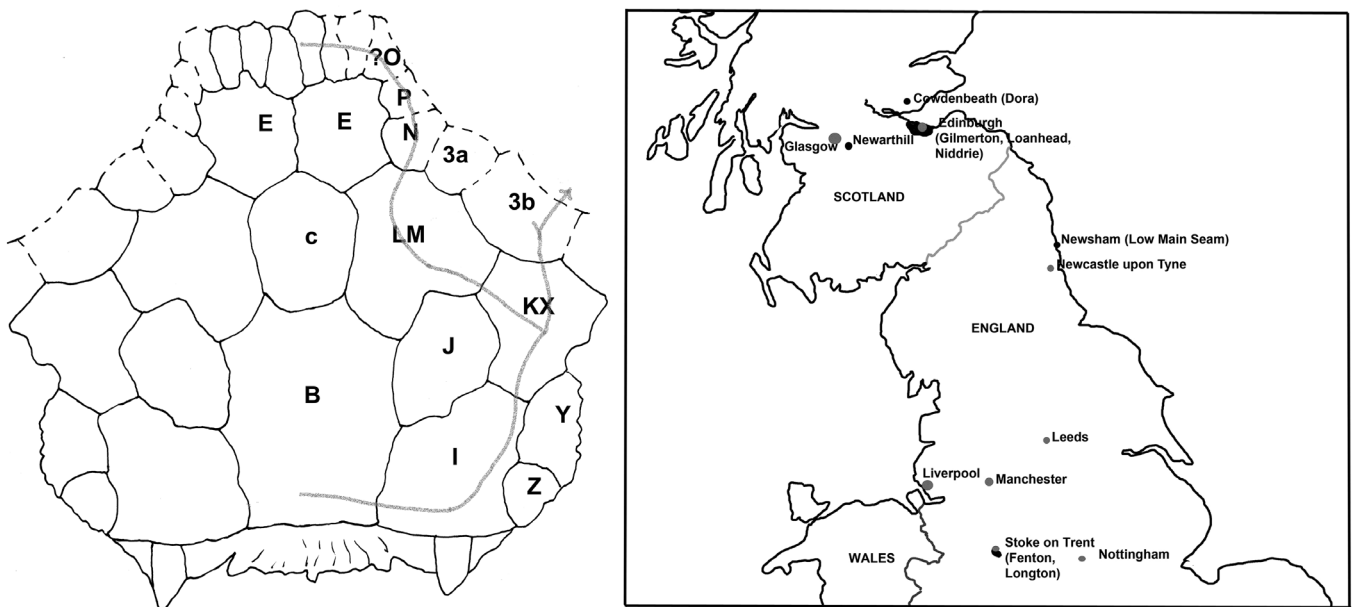 ?O
P
E
E
N
3a
3b
c
LM
KX
J
B
Y
I
Z
Cowdenbeath (Dora)
Edinburgh
(Gilmerton, Loanhead,
Niddrie)
Glasgow
Newarthill
SCOTLAND
Newsham (Low Main Seam)
Newcastle upon Tyne
ENGLAND
Leeds
Liverpool
Manchester
Stoke on Trent
(Fenton,
Longton)
Nottingham
WALES